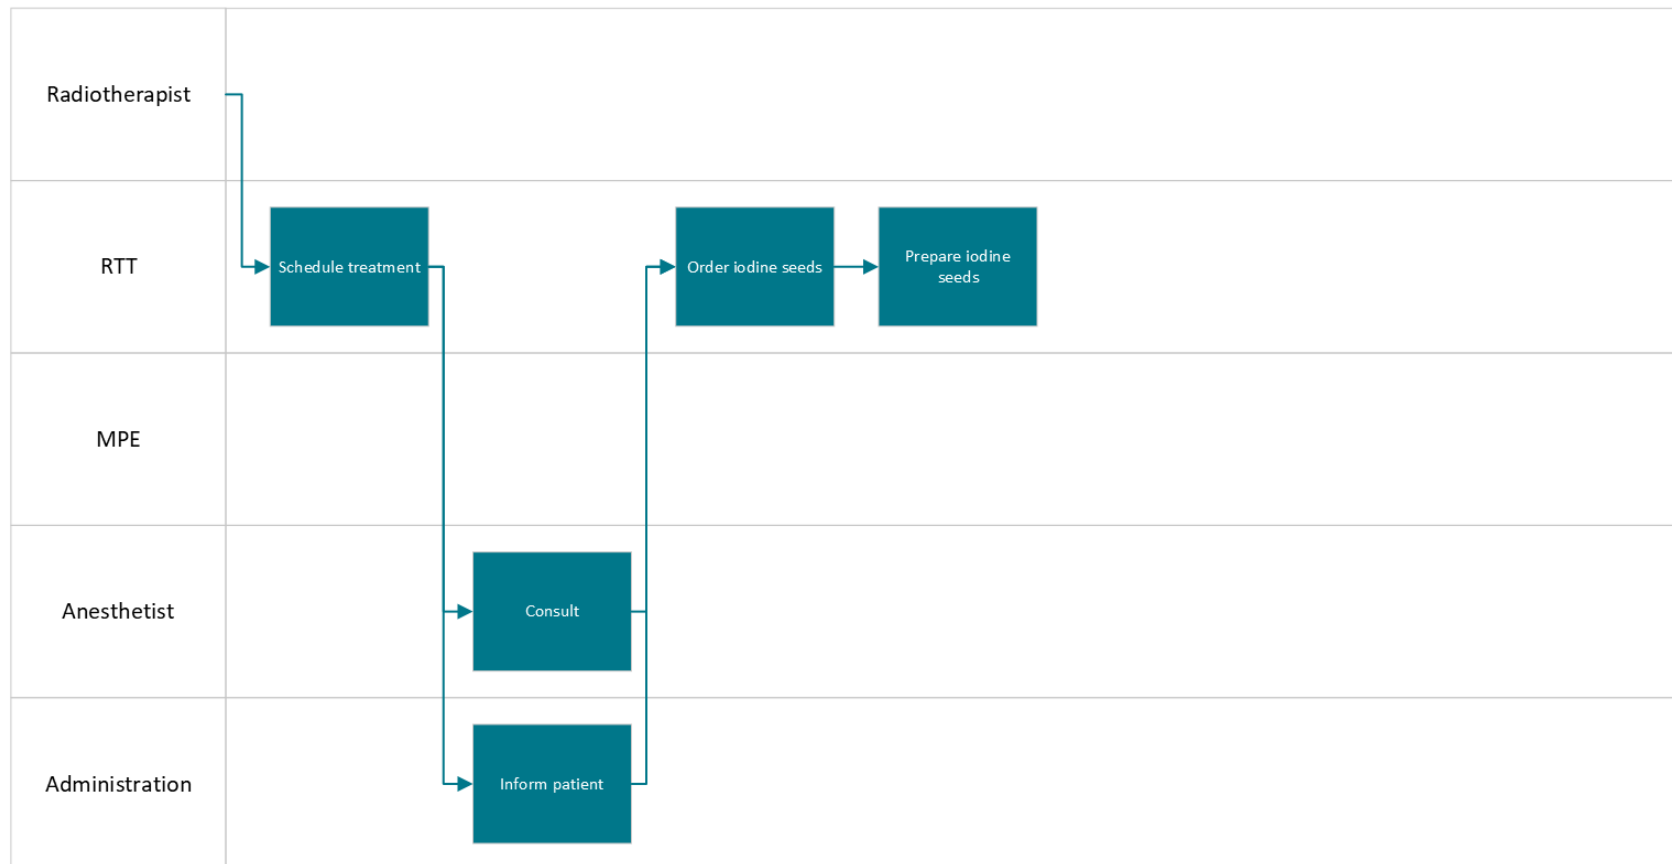 Radiotherapist
RTT
Schedule treatment
Order iodine seeds
Prepare iodine
seeds
MPE
Anesthetist
Consult
Administration
Inform patient